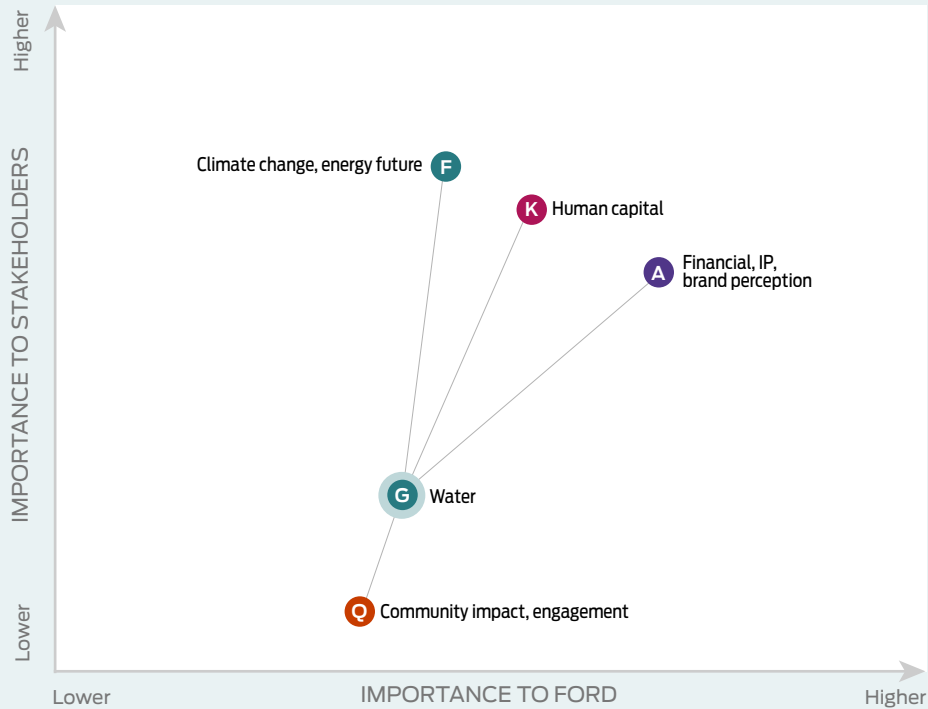 Higher
IMPORTANCE TO STAKEHOLDERS
Lower
Climate change, energy future F
K Human capital
A Financial, IP,
brand perception
G Water
Q Community impact, engagement
Lower IMPORTANCE TO FORD Higher